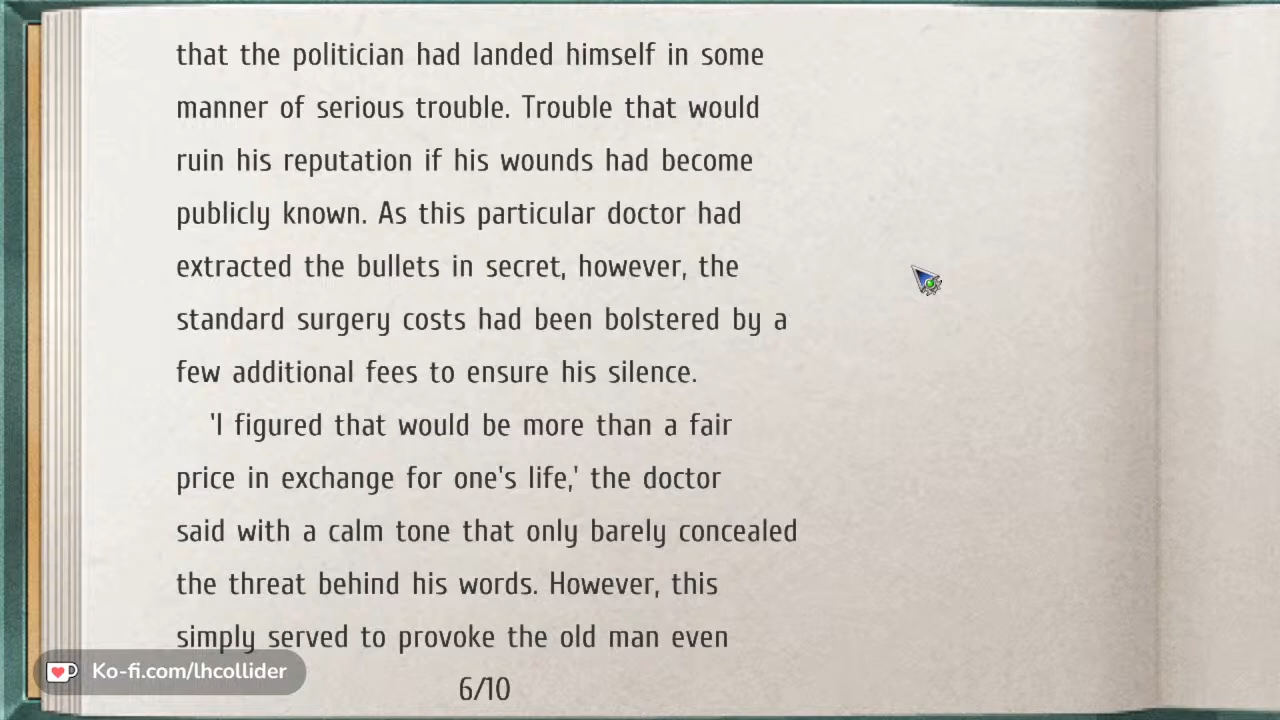 that the politician had landed himself in some
manner of serious trouble. Trouble that would
ruin his reputation if his wounds had become
publicly known. As this particular doctor had
extracted the bullets in secret, however, the
standard surgery costs had been bolstered by a
few additional fees to ensure his silence.
'I figured that would be more than a fair
price in exchange for one's life,' the doctor
said with a calm tone that only barely concealed
the threat behind his words. However, this
simply served to provoke the old man even
Ko-fi.com/lhcollider
6/10